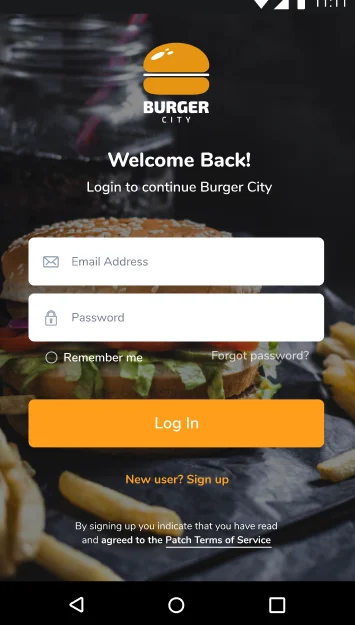 11:11
BURGER
CITY
Welcome Back!
Login to continue Burger City
Email Address
Password
Remember me
Forgot password?
Log In
New user? Sign up
By signing up you indicate that you have read
and agreed to the Patch Terms of Service